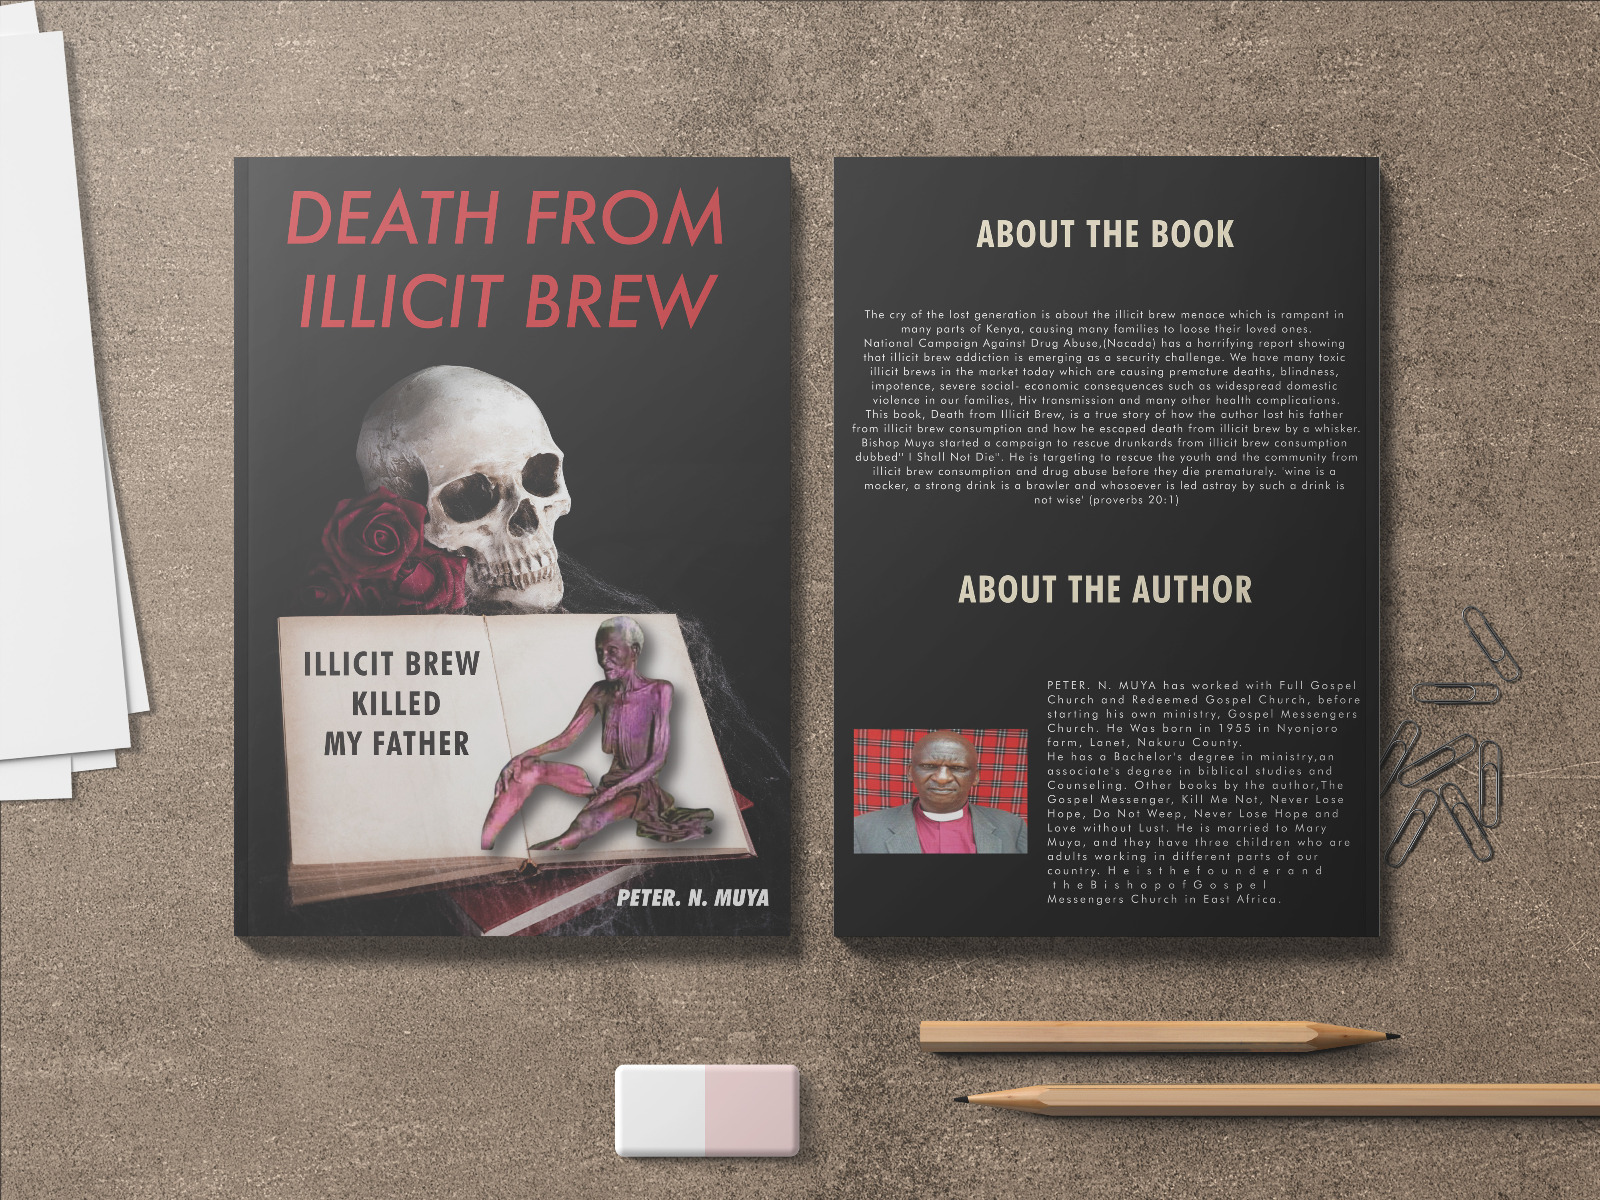 DEATH FROM
ILLICIT BREW
ILLICIT BREW
KILLED
MY FATHER
PETER. N. MUYA
ABOUT THE BOOK
The cry of the lost generation is about the illicit brew menace which is rampant in
many parts of Kenya, causing many families to loose their loved ones.
National Campaign Against Drug Abuse,(Nacada) has a horrifying report showing
that illicit brew addiction is emerging as a security challenge. We have many toxic
illicit brews in the market today which are causing premature deaths, blindness,
impotence, severe social- economic consequences such as widespread domestic
violence in our families, Hiv transmission and many other health complications.
This book, Death from Illicit Brew, is a true story of how the author lost his father
from illicit brew consumption and how he escaped death from illicit brew by a whisker.
Bishop Muya started a campaign to rescue drunkards from illicit brew consumption
dubbed" I Shall Not Die". He is targeting to rescue the youth and the community from
illicit brew consumption and drug abuse before they die prematurely. 'wine is a
mocker, a strong drink is a brawler and whosoever is led astray by such a drink is
not wise' (proverbs 20:1)
ABOUT THE AUTHOR
PETER. N. MUYA has worked with Full Gospel
Church and Redeemed Gospel Church, before
starting his own ministry, Gospel Messengers
Church. He Was born in 1955 in Nyonjoro
farm, Lanet, Nakuru County.
He has a Bachelor's degree in ministry,an
associate's degree in biblical studies and
Counseling. Other books by the author,The
Gospel Messenger, Kill Me Not, Never Lose
Hope, Do Not Weep, Never Lose Hope and
Love without Lust. He is married to Mary
Muya, and they have three children who are
adults working in different parts of our
country. H e i s t h e f o u n d e r a n d
t h e B i s h o p o f G o s p e l
Messengers Church in East Africa.